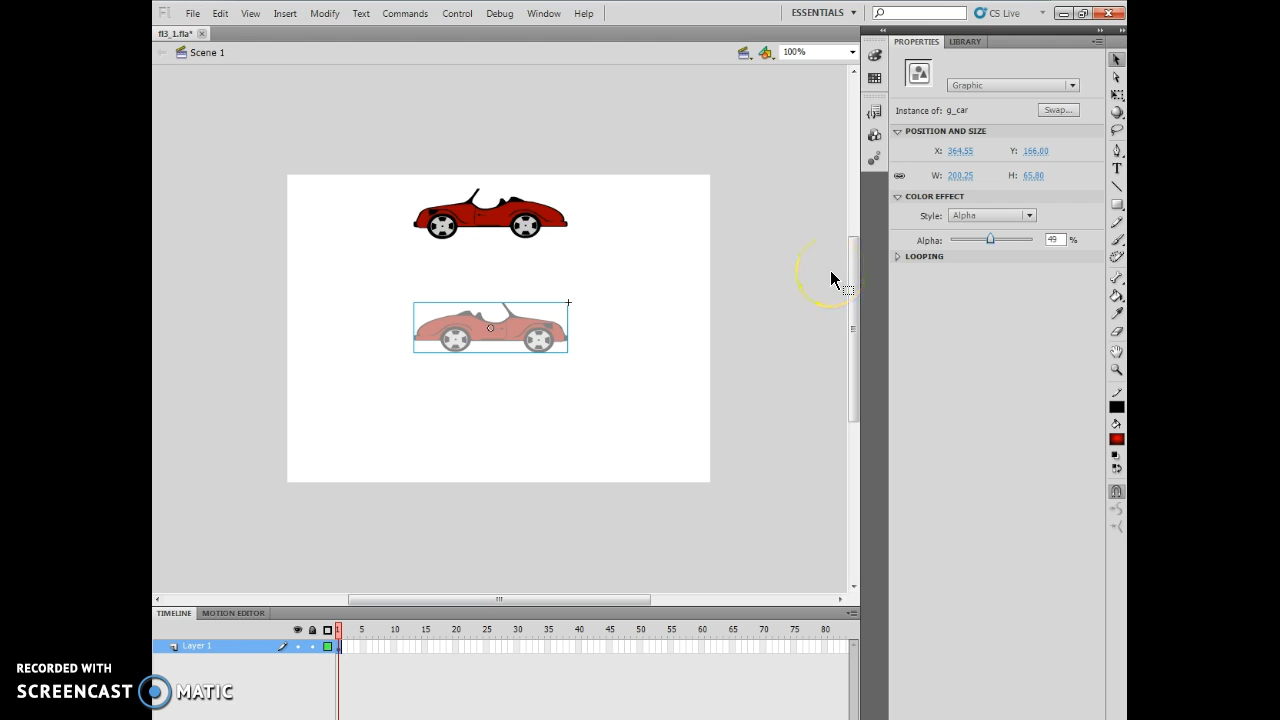 Fl File Edit View Insert Modify Text Commands Control Debug Window Help ESSENTIALS CS Live
fl3_1.fla*
Scene 1 100%
PROPERTIES LIBRARY
Graphic
Instance of: g_car Swap...
POSITION AND SIZE
X: 364.55 Y: 166.00
W: 200.25 H: 65.80
COLOR EFFECT
Style: Alpha
Alpha: 49 %
LOOPING
TIMELINE MOTION EDITOR
1 5 10 15 20 25 30 35 40 45 50 55 60 65 70 75 80
Layer 1
RECORDED WITH
SCREENCAST MATIC